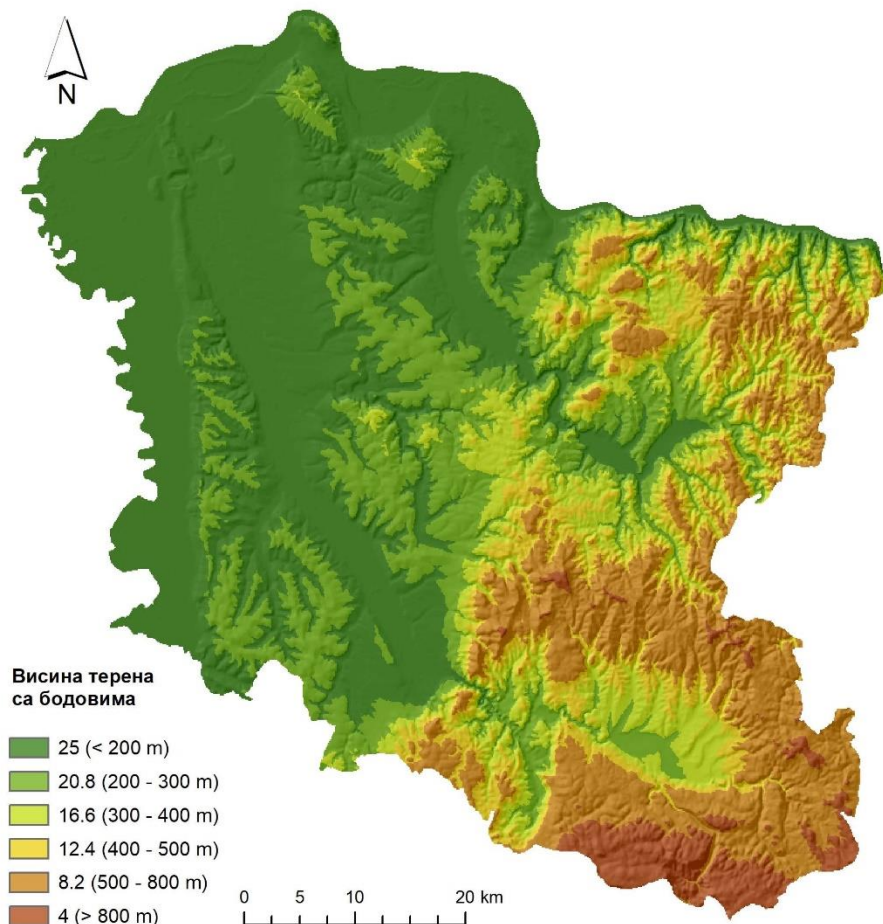 N
Висина терена
са бодовима
25 (< 200 m)
20.8 (200 - 300 m)
16.6 (300 - 400 m)
12.4 (400 - 500 m)
8.2 (500 - 800 m)
4 (> 800 m)
0 5 10 20 km